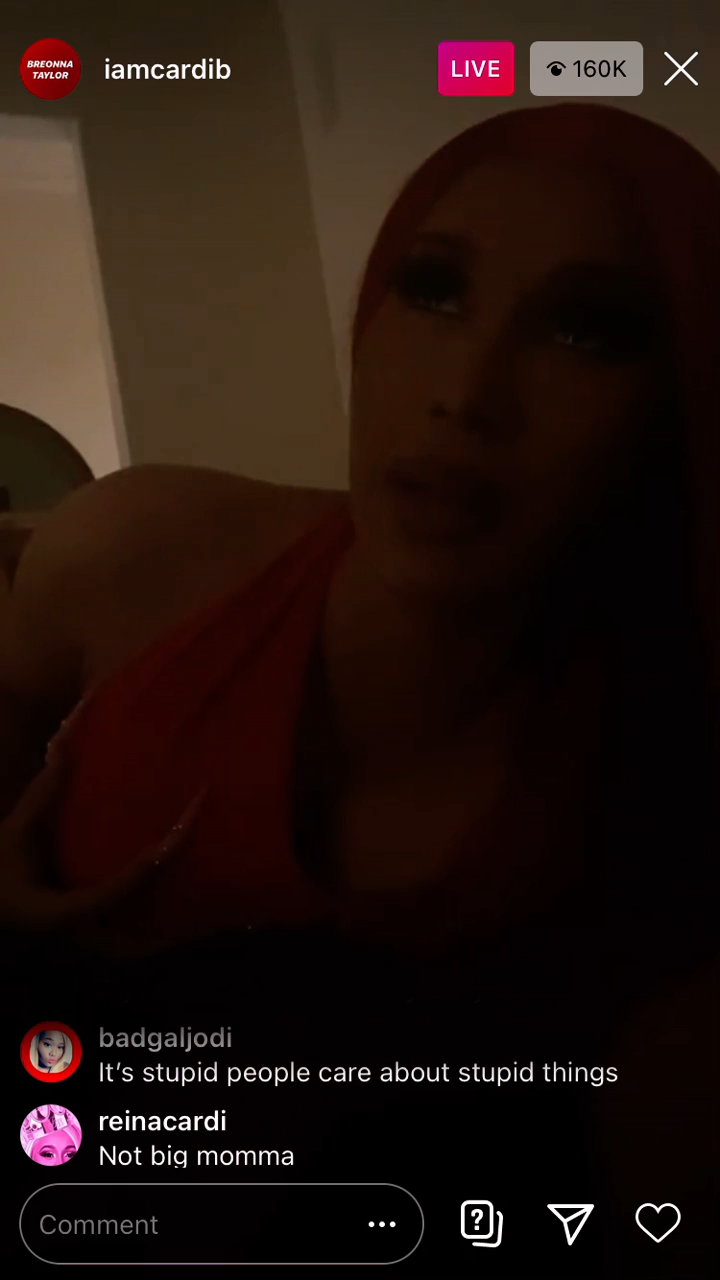 BREONNA
TAYLOR
iamcardib
LIVE
160K
badgaljodi
It’s stupid people care about stupid things
reinacardi
Not big momma
Comment
?